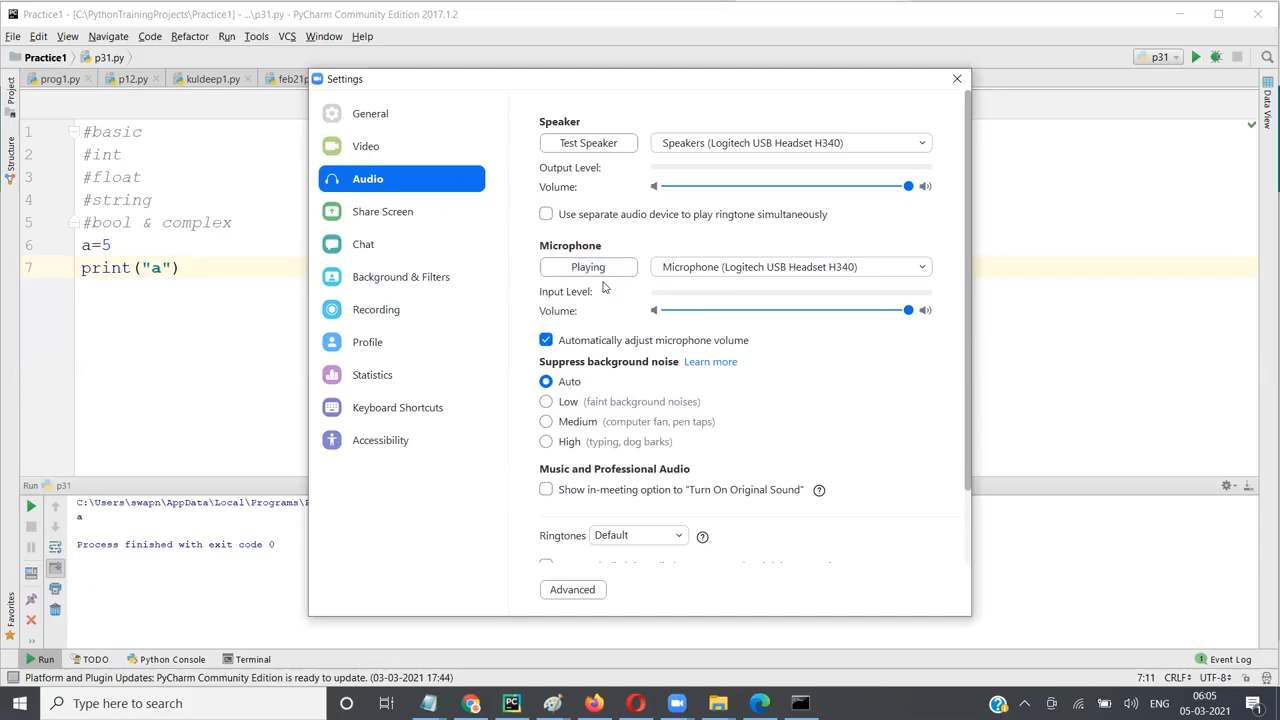 Practice1 - [C:\PythonTrainingProjects\Practice1] - ...\p31.py - PyCharm Community Edition 2017.1.2
File Edit View Navigate Code Refactor Run Tools VCS Window Help
Practice1 p31.py p31
prog1.py p12.py kuldeep1.py feb21
Project
Structure
Favorites
Data View
1 #basic
2 #int
3 #float
4 #string
5 #bool & complex
6 a=5
7 print("a")
Settings
General
Video
Audio
Share Screen
Chat
Background & Filters
Recording
Profile
Statistics
Keyboard Shortcuts
Accessibility
Speaker
Test Speaker Speakers (Logitech USB Headset H340)
Output Level:
Volume:
Use separate audio device to play ringtone simultaneously
Microphone
Playing Microphone (Logitech USB Headset H340)
Input Level:
Volume:
Automatically adjust microphone volume
Suppress background noise Learn more
Auto
Low (faint background noises)
Medium (computer fan, pen taps)
High (typing, dog barks)
Music and Professional Audio
Show in-meeting option to "Turn On Original Sound"
Ringtones Default
Advanced
Run p31
C:\Users\swapn\AppData\Local\Programs\
a
Process finished with exit code 0
Run TODO Python Console Terminal 1 Event Log
Platform and Plugin Updates: PyCharm Community Edition is ready to update. (03-03-2021 17:44) 7:11 CRLF UTF-8
Type here to search
PC
06:05
05-03-2021